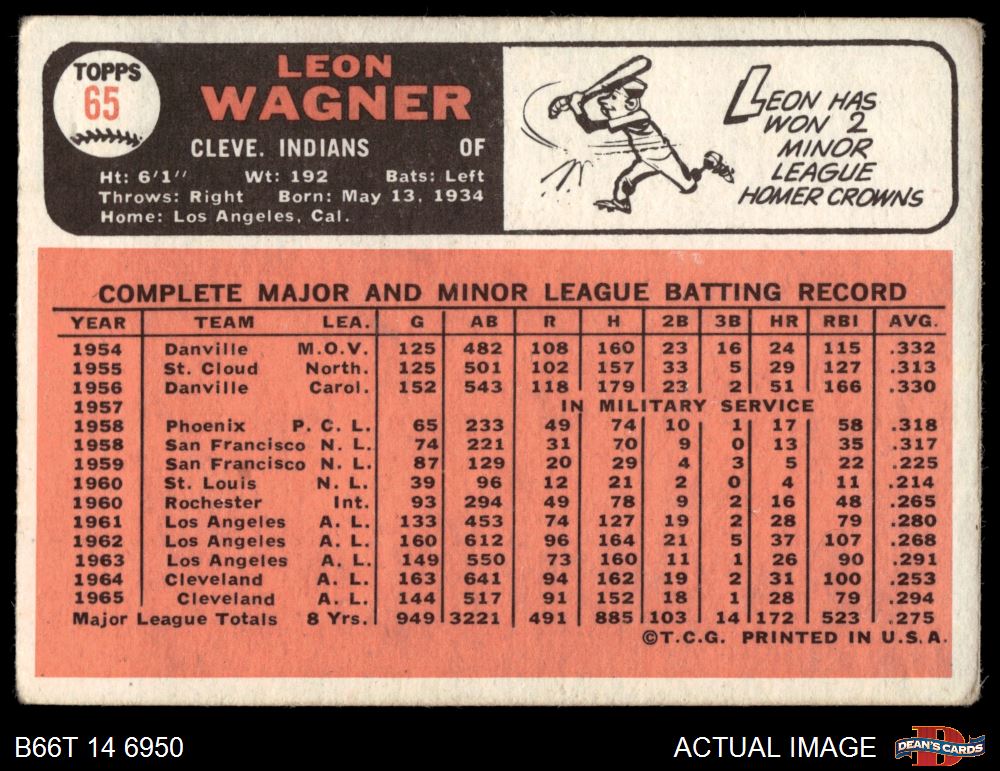 TOPPS
65
LEON
WAGNER
CLEVE. INDIANS OF
Ht: 6'1" Wt: 192 Bats: Left
Throws: Right Born: May 13, 1934
Home: Los Angeles, Cal.
LEON HAS
WON 2
MINOR
LEAGUE
HOMER CROWNS
COMPLETE MAJOR AND MINOR LEAGUE BATTING RECORD
YEAR TEAM LEA. G AB R H 2B 3B HR RBI AVG.
1954 Danville M.O.V. 125 482 108 160 23 16 24 115 .332
1955 St. Cloud North. 125 501 102 157 33 5 29 127 .313
1956 Danville Carol. 152 543 118 179 23 2 51 166 .330
1957 IN MILITARY SERVICE
1958 Phoenix P. C. L. 65 233 49 74 10 1 17 58 .318
1958 San Francisco N. L. 74 221 31 70 9 0 13 35 .317
1959 San Francisco N. L. 87 129 20 29 4 3 5 22 .225
1960 St. Louis N. L. 39 96 12 21 2 0 4 11 .214
1960 Rochester Int. 93 294 49 78 9 2 16 48 .265
1961 Los Angeles A. L. 133 453 74 127 19 2 28 79 .280
1962 Los Angeles A. L. 160 612 96 164 21 5 37 107 .268
1963 Los Angeles A. L. 149 550 73 160 11 1 26 90 .291
1964 Cleveland A. L. 163 641 94 162 19 2 31 100 .253
1965 Cleveland A. L. 144 517 91 152 18 1 28 79 .294
Major League Totals 8 Yrs. 949 3221 491 885 103 14 172 523 .275
©T.C.G. PRINTED IN U.S.A.
B66T 14 6950 ACTUAL IMAGE DEAN'S CARDS